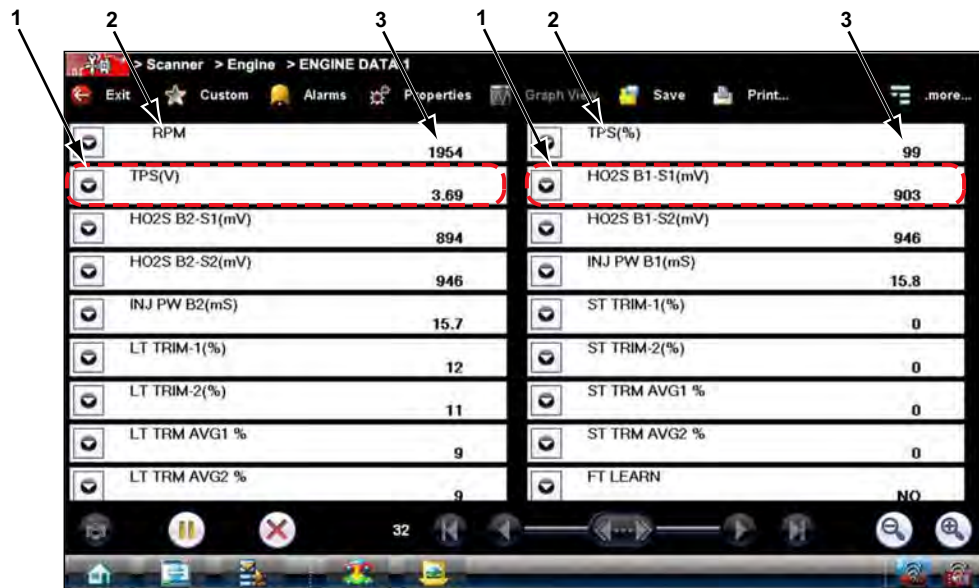 1 2 3 1 2 3
> Scanner > Engine > ENGINE DATA 1
Exit Custom Alarms Properties Graph View Save Print... .more...
RPM 1954
TPS(%) 99
TPS(V) 3.69
HO2S B1-S1(mV) 903
HO2S B2-S1(mV) 894
HO2S B1-S2(mV) 946
HO2S B2-S2(mV) 946
INJ PW B1(mS) 15.8
INJ PW B2(mS) 15.7
ST TRIM-1(%) 0
LT TRIM-1(%) 12
ST TRIM-2(%) 0
LT TRIM-2(%) 11
ST TRM AVG1 % 0
LT TRM AVG1 % 9
ST TRM AVG2 % 0
LT TRM AVG2 % 9
FT LEARN NO
32